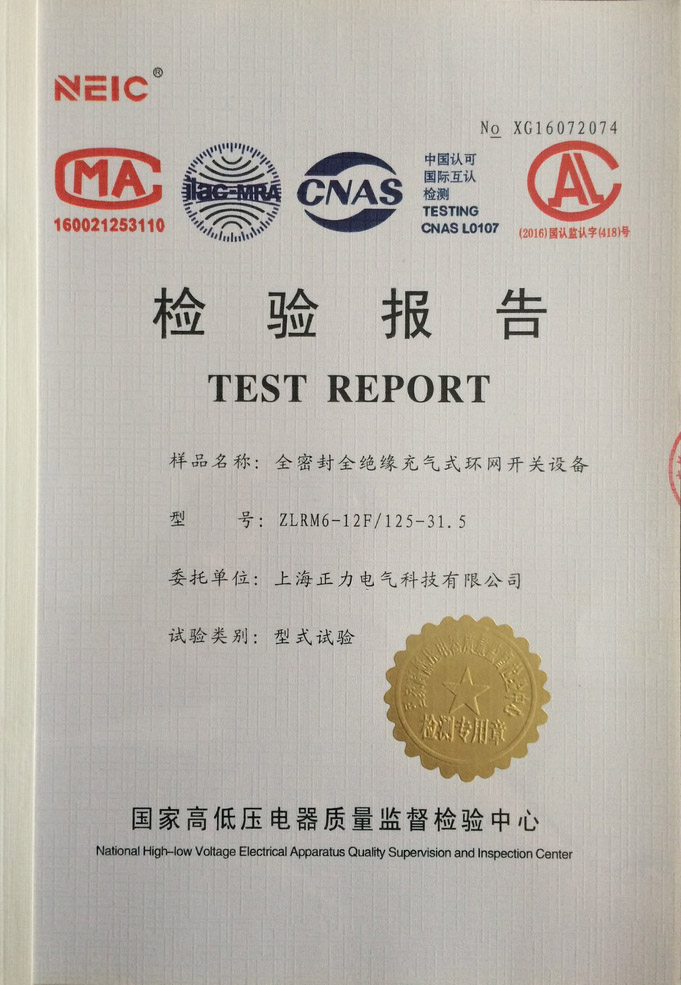 NEIC®
No XG16072074
MA
ilac-MRA
CNAS
中国认可
国际互认
检测
TESTING
CNAS L0107
AL
160021253110
(2016)国认监认字(418)号
检验报告
TEST REPORT
样品名称: 全密封全绝缘充气式环网开关设备
型 号: ZLRM6-12F/125-31.5
委托单位: 上海正力电气科技有限公司
试验类别: 型式试验
检测专用章
国家高低压电器质量监督检验中心
National High-low Voltage Electrical Apparatus Quality Supervision and Inspection Center